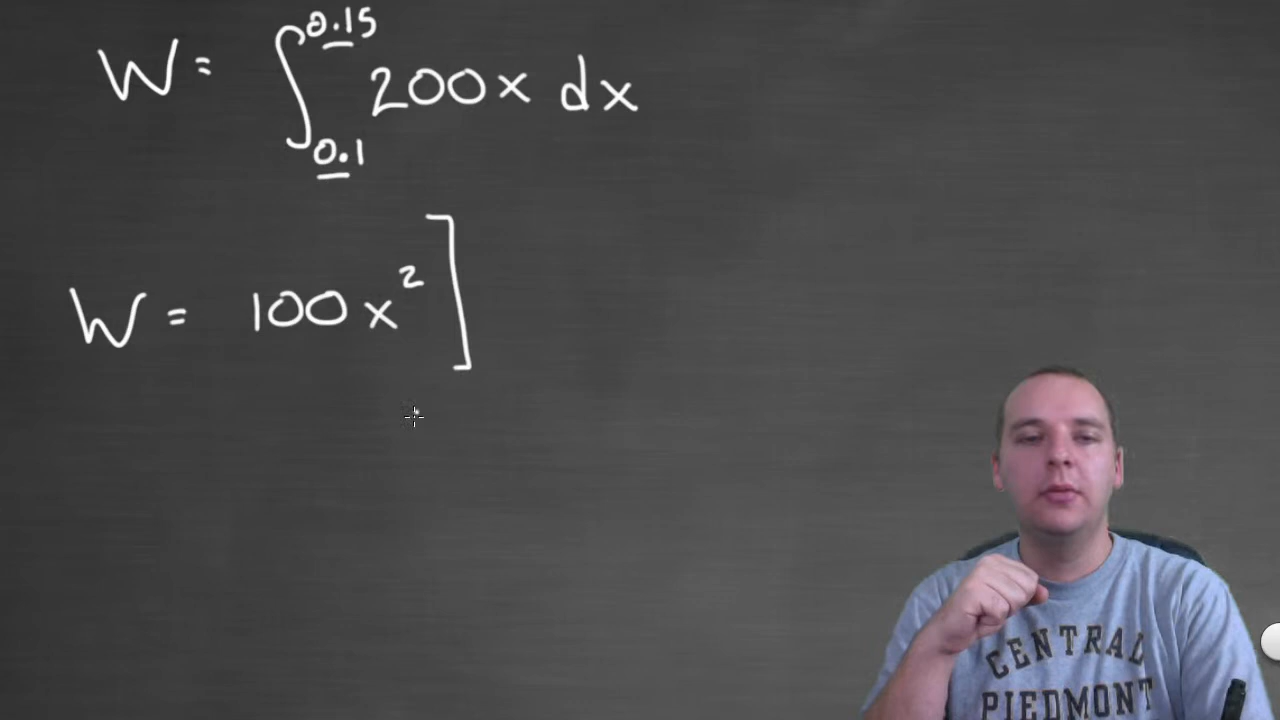 W = ∫_{0.1}^{0.15} 200x dx
W = 100x² ]
CENTRAL
PIEDMONT